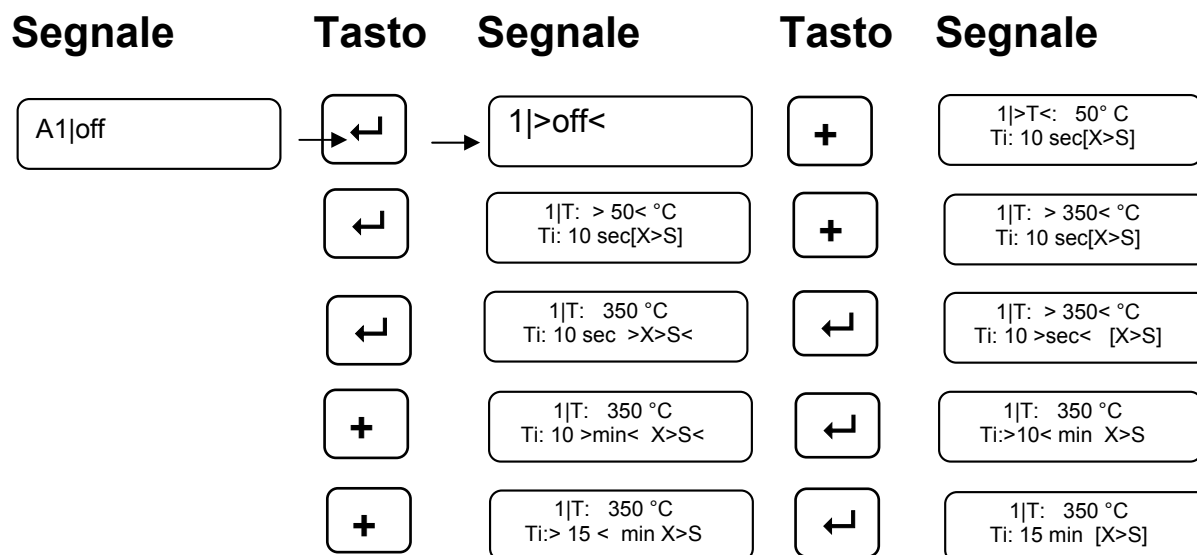 Segnale Tasto Segnale Tasto Segnale
A1|off ↵ 1|>off< + 1|>T<: 50° C
Ti: 10 sec[X>S]
↵ 1|T: > 50< °C + 1|T: > 350< °C
Ti: 10 sec[X>S] Ti: 10 sec[X>S]
↵ 1|T: 350 °C ↵ 1|T: > 350< °C
Ti: 10 sec >X>S< Ti: 10 >sec< [X>S]
+ 1|T: 350 °C ↵ 1|T: 350 °C
Ti: 10 >min< X>S< Ti:>10< min X>S
+ 1|T: 350 °C ↵ 1|T: 350 °C
Ti:> 15 < min X>S Ti: 15 min [X>S]